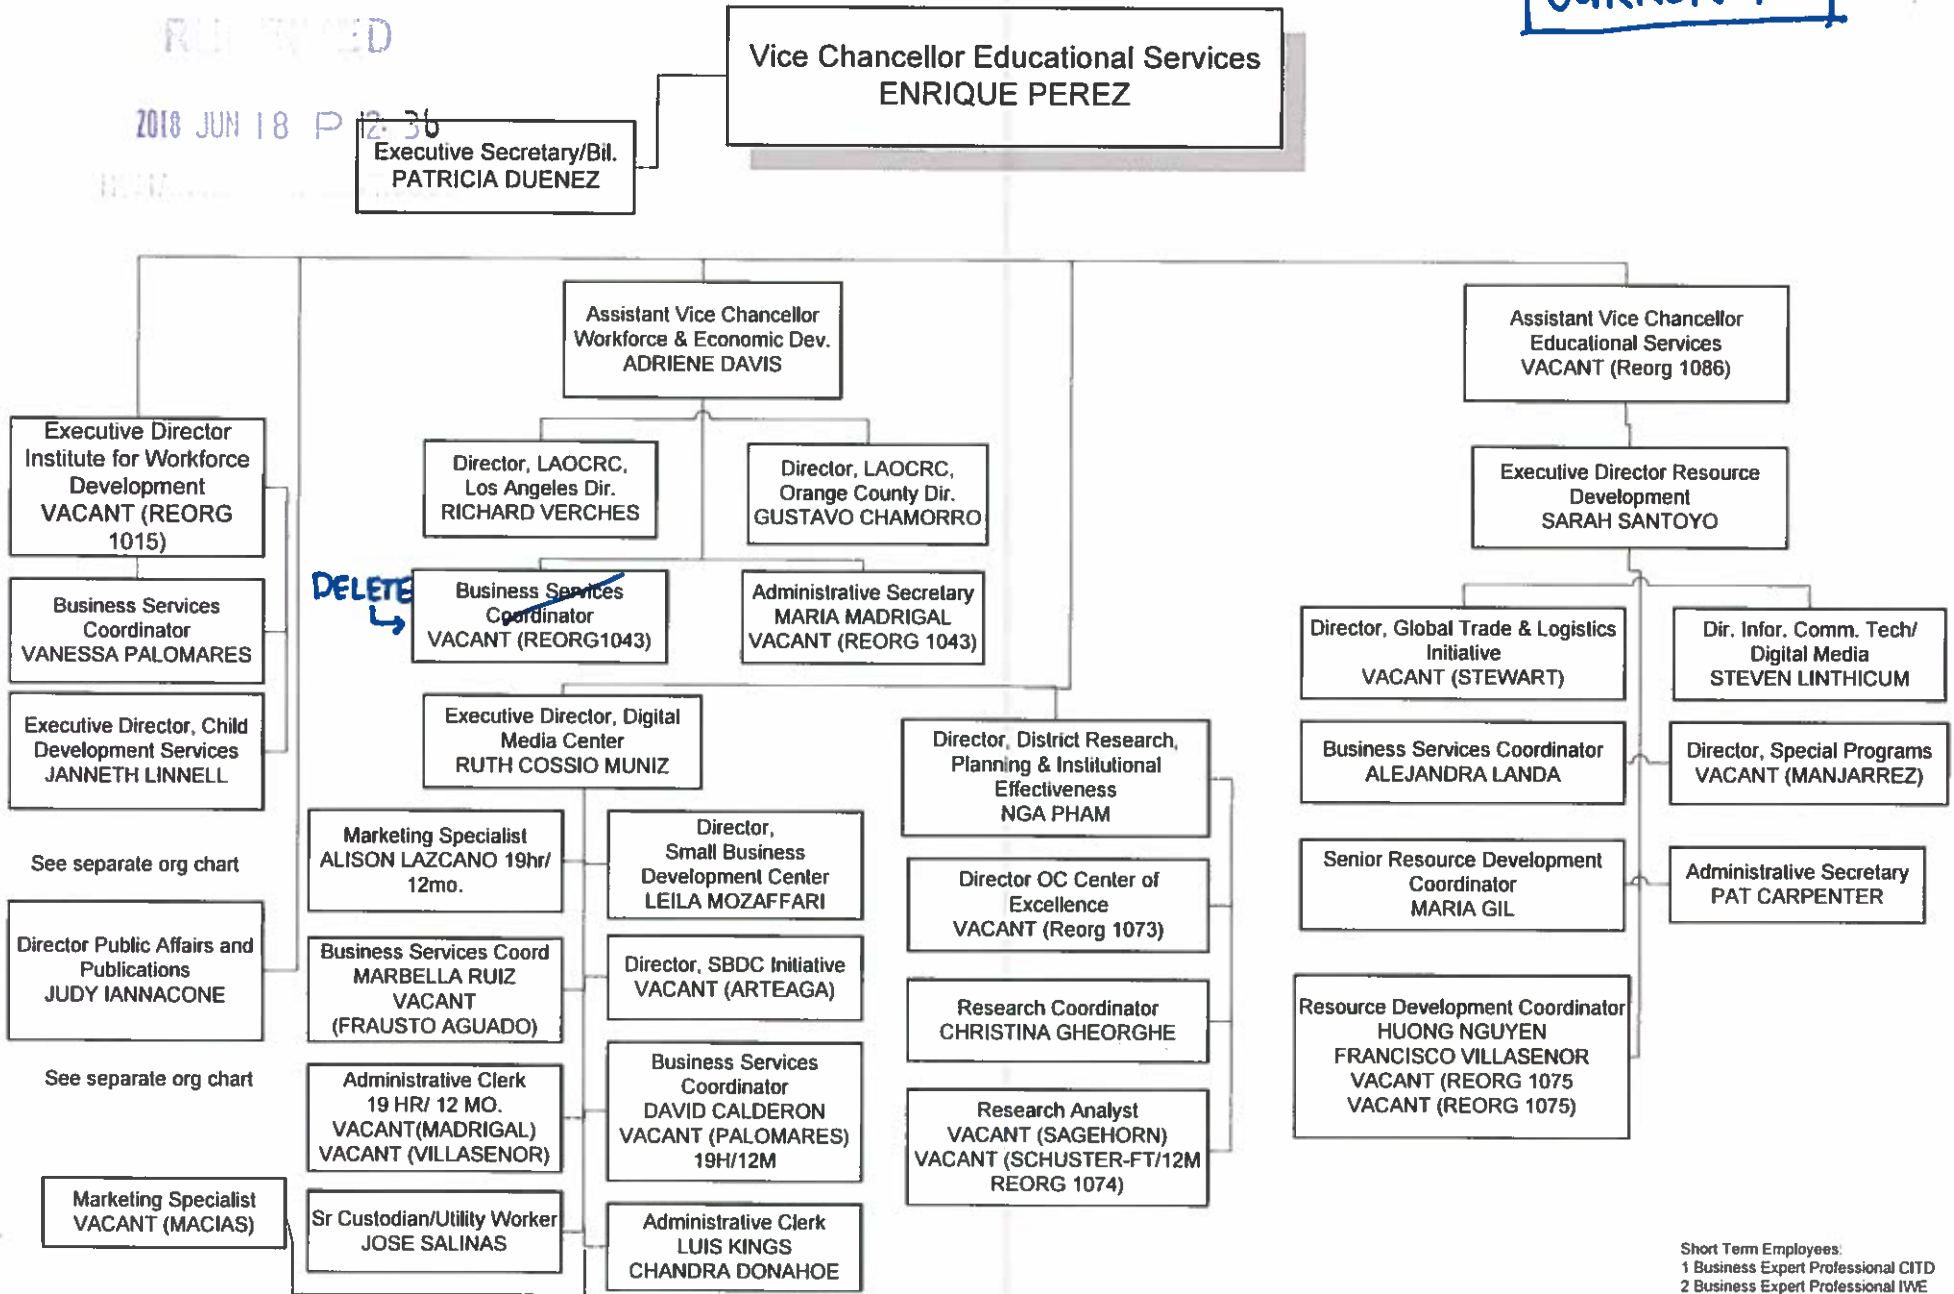 2018 JUN 18 P 12 36
Vice Chancellor Educational Services
ENRIQUE PEREZ
Executive Secretary/Bil.
PATRICIA DUENEZ
Assistant Vice Chancellor
Workforce & Economic Dev.
ADRIENE DAVIS
Assistant Vice Chancellor
Educational Services
VACANT (Reorg 1086)
Executive Director
Institute for Workforce
Development
VACANT (REORG
1015)
Director, LAOCRC,
Los Angeles Dir.
RICHARD VERCHES
Director, LAOCRC,
Orange County Dir.
GUSTAVO CHAMORRO
Executive Director Resource
Development
SARAH SANTOYO
Business Services
Coordinator
VANESSA PALOMARES
DELETE
Business Services
Coordinator
VACANT (REORG1043)
Administrative Secretary
MARIA MADRIGAL
VACANT (REORG 1043)
Director, Global Trade & Logistics
Initiative
VACANT (STEWART)
Dir. Infor. Comm. Tech/
Digital Media
STEVEN LINTHICUM
Executive Director, Child
Development Services
JANNETH LINNELL
See separate org chart
Executive Director, Digital
Media Center
RUTH COSSIO MUNIZ
Director, District Research,
Planning & Institutional
Effectiveness
NGA PHAM
Business Services Coordinator
ALEJANDRA LANDA
Director, Special Programs
VACANT (MANJARREZ)
Marketing Specialist
ALISON LAZCANO 19hr/
12mo.
Director,
Small Business
Development Center
LEILA MOZAFFARI
Director OC Center of
Excellence
VACANT (Reorg 1073)
Senior Resource Development
Coordinator
MARIA GIL
Administrative Secretary
PAT CARPENTER
Director Public Affairs and
Publications
JUDY IANNACONE
See separate org chart
Business Services Coord
MARBELLA RUIZ
VACANT
(FRAUSTO AGUADO)
Director, SBDC Initiative
VACANT (ARTEAGA)
Research Coordinator
CHRISTINA GHEORGHE
Resource Development Coordinator
HUONG NGUYEN
FRANCISCO VILLASENOR
VACANT (REORG 1075
VACANT (REORG 1075)
Administrative Clerk
19 HR/ 12 MO.
VACANT(MADRIGAL)
VACANT (VILLASENOR)
Business Services
Coordinator
DAVID CALDERON
VACANT (PALOMARES)
19H/12M
Research Analyst
VACANT (SAGEHORN)
VACANT (SCHUSTER-FT/12M
REORG 1074)
Marketing Specialist
VACANT (MACIAS)
Sr Custodian/Utility Worker
JOSE SALINAS
Administrative Clerk
LUIS KINGS
CHANDRA DONAHOE
Short Term Employees:
1 Business Expert Professional CITD
2 Business Expert Professional IWE